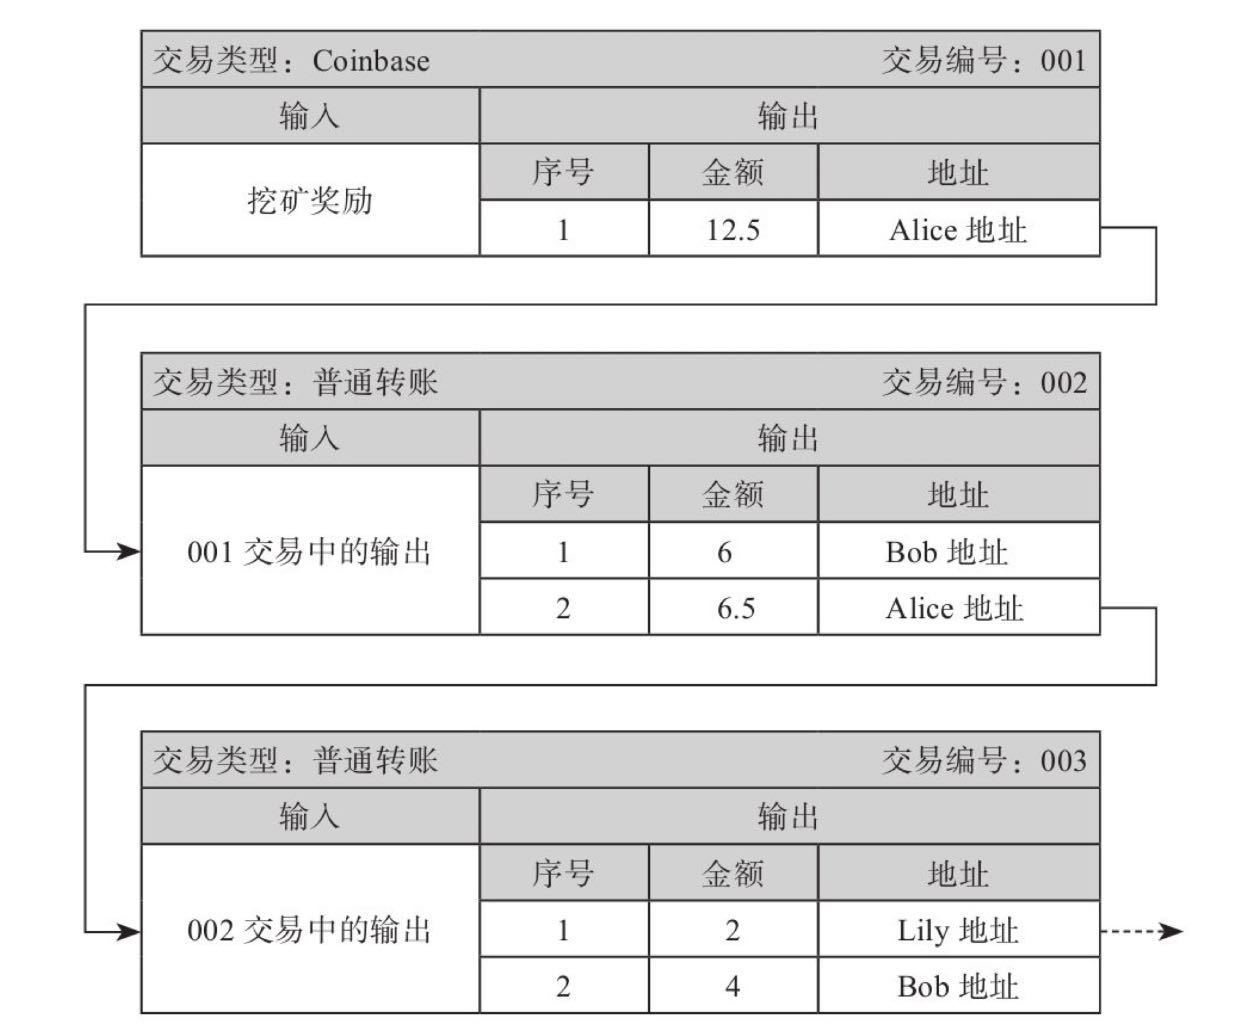 交易类型：Coinbase 交易编号：001
输入 输出
挖矿奖励
序号 金额 地址
1 12.5 Alice 地址
交易类型：普通转账 交易编号：002
输入 输出
序号 金额 地址
001 交易中的输出 1 6 Bob 地址
2 6.5 Alice 地址
交易类型：普通转账 交易编号：003
输入 输出
序号 金额 地址
002 交易中的输出 1 2 Lily 地址
2 4 Bob 地址